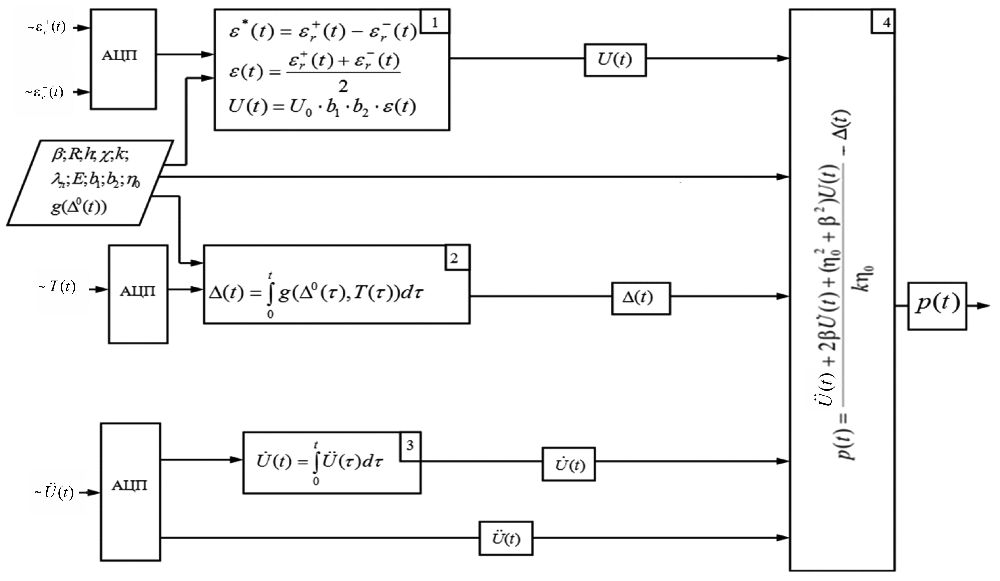 ~ε_r^+(t)
~ε_r^-(t)
АЦП
1
ε^*(t) = ε_r^+(t) − ε_r^-(t)
ε(t) = (ε_r^+(t) + ε_r^-(t)) / 2
U(t) = U_0 · b_1 · b_2 · ε(t)
U(t)
4
β; R; h; χ; k;
λ_л; E; b_1; b_2; η_0
g(Δ^0(t))
~ T(t)
АЦП
2
Δ(t) = ∫_0^t g(Δ^0(τ), T(τ))dτ
Δ(t)
~ Ü(t)
АЦП
3
U̇(t) = ∫_0^t Ü(τ)dτ
U̇(t)
Ü(t)
p(t) = (Ü(t) + 2βU̇(t) + (η_0^2 + β^2)U(t)) / kη_0 − Δ(t)
p(t)